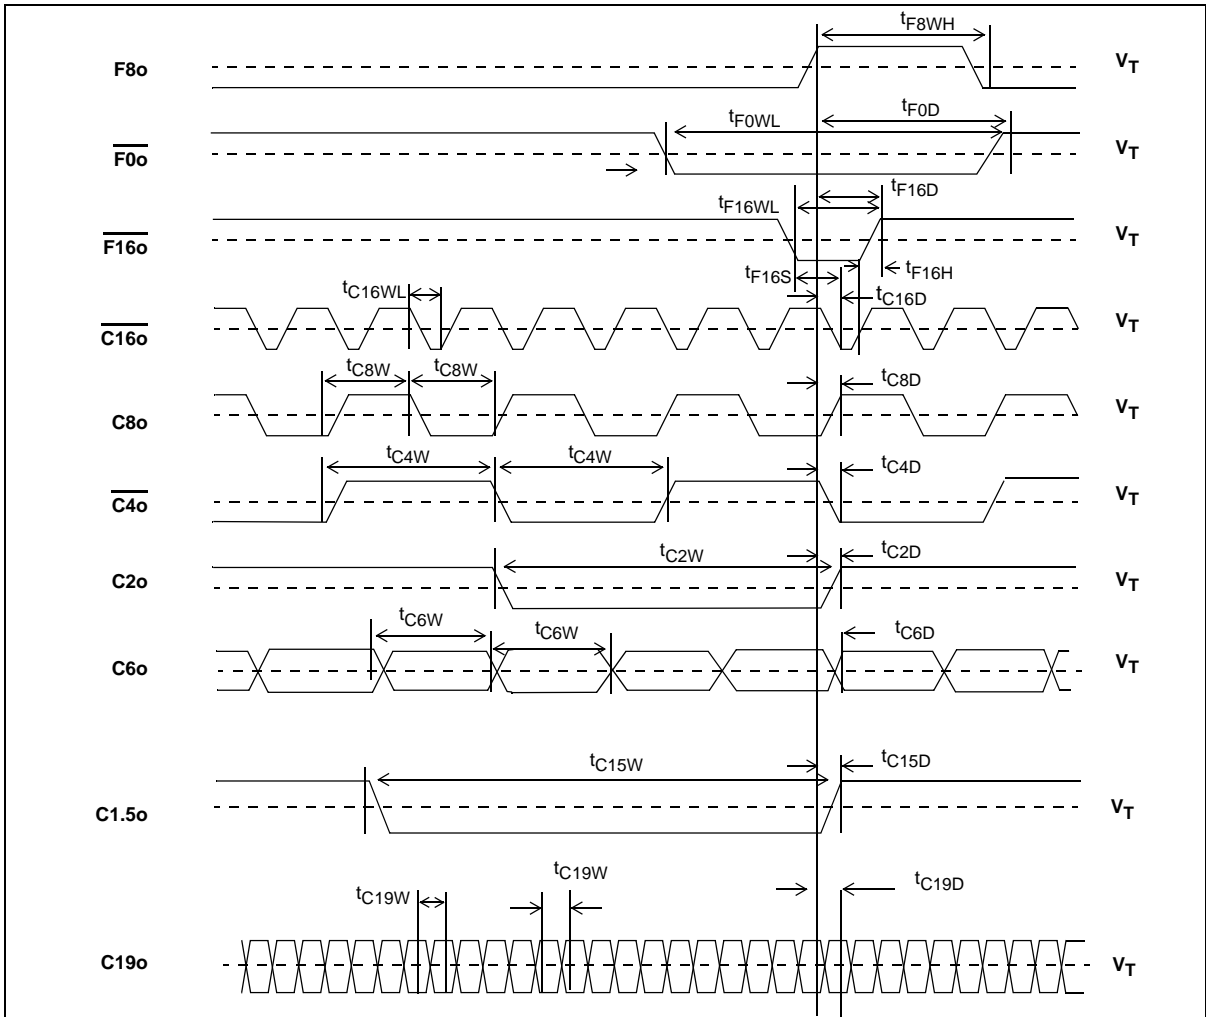 tF8WH
F8o VT
tF0WL tF0D
F0o VT
tF16WL tF16D
F16o VT
tF16S tF16H
tC16WL tC16D
C16o VT
tC8W tC8W tC8D
C8o VT
tC4W tC4W tC4D
C4o VT
tC2W tC2D
C2o VT
tC6W tC6W tC6D
C6o VT
tC15W tC15D
C1.5o VT
tC19W tC19W tC19D
C19o VT